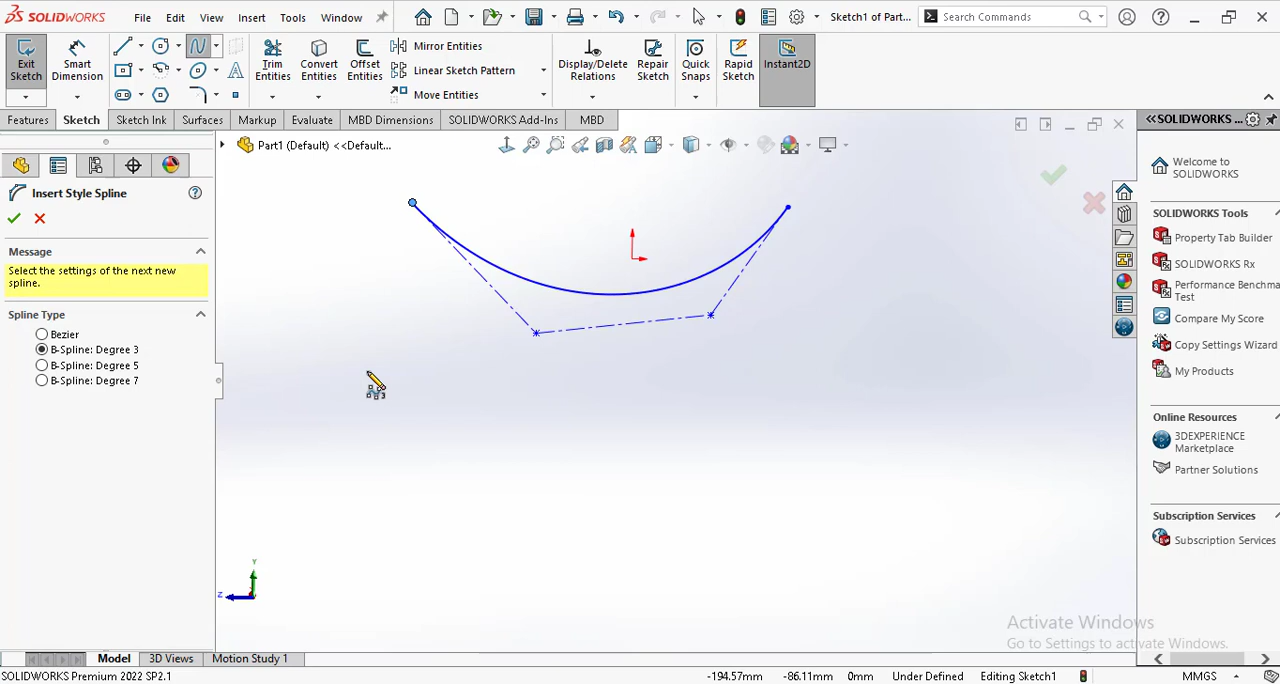 SOLIDWORKS File Edit View Insert Tools Window Sketch1 of Part... Search Commands
Exit Sketch
Smart Dimension
Trim Entities
Convert Entities
Offset Entities
Mirror Entities
Linear Sketch Pattern
Move Entities
Display/Delete Relations
Repair Sketch
Quick Snaps
Rapid Sketch
Instant2D
Features Sketch Sketch Ink Surfaces Markup Evaluate MBD Dimensions SOLIDWORKS Add-Ins MBD
<<SOLIDWORKS ...
Part1 (Default) <<Default...
Insert Style Spline
Message
Select the settings of the next new
spline.
Spline Type
Bezier
B-Spline: Degree 3
B-Spline: Degree 5
B-Spline: Degree 7
3
Y
Z
Welcome to
SOLIDWORKS
SOLIDWORKS Tools
Property Tab Builder
SOLIDWORKS Rx
Performance Benchma
Test
Compare My Score
Copy Settings Wizard
My Products
Online Resources
3DEXPERIENCE
Marketplace
Partner Solutions
Subscription Services
Subscription Services
Activate Windows
Go to Settings to activate Windows.
Model 3D Views Motion Study 1
SOLIDWORKS Premium 2022 SP2.1 -194.57mm -86.11mm 0mm Under Defined Editing Sketch1 MMGS